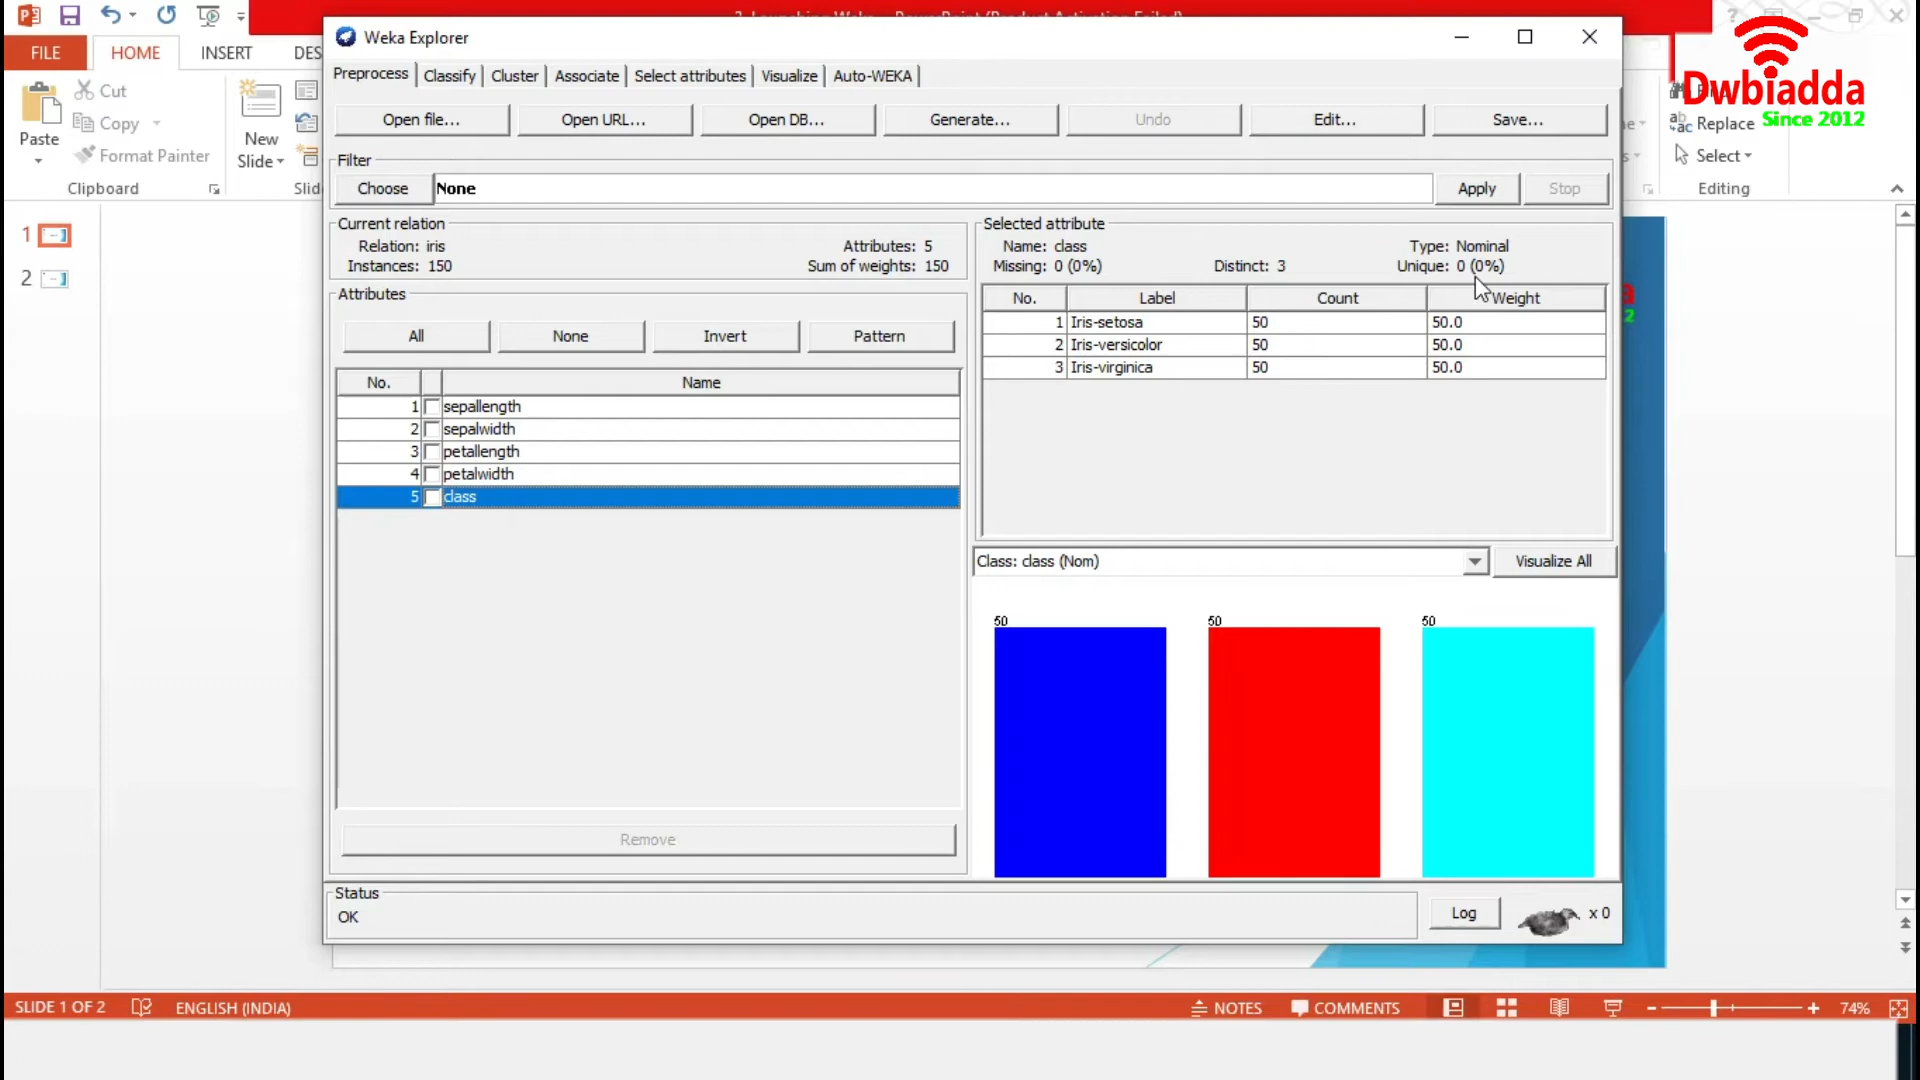 FILE
HOME
INSERT
DES
Cut
Copy
Format Painter
Paste
Clipboard
New
Slide
Slid
Replace
Select
Editing
Dwbiadda
Since 2012
Weka Explorer
Preprocess
Classify
Cluster
Associate
Select attributes
Visualize
Auto-WEKA
Open file...
Open URL...
Open DB...
Generate...
Undo
Edit...
Save...
Filter
Choose
None
Apply
Stop
Current relation
Relation: iris
Attributes: 5
Instances: 150
Sum of weights: 150
Attributes
All
None
Invert
Pattern
No.
Name
1 sepallength
2 sepalwidth
3 petallength
4 petalwidth
5 class
Remove
Selected attribute
Name: class
Type: Nominal
Missing: 0 (0%)
Distinct: 3
Unique: 0 (0%)
No. Label Count Weight
1 Iris-setosa 50 50.0
2 Iris-versicolor 50 50.0
3 Iris-virginica 50 50.0
Class: class (Nom)
Visualize All
50
50
50
Status
OK
Log
x 0
1
2
SLIDE 1 OF 2
ENGLISH (INDIA)
NOTES
COMMENTS
74%